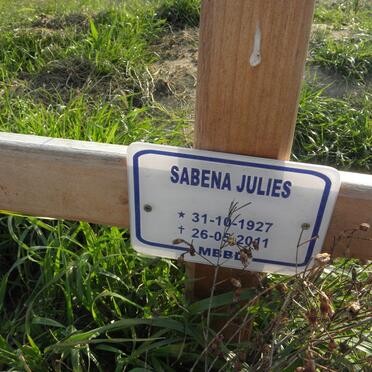 SABENA JULIES
★ 31-10-1927
✝ 26-05-2011